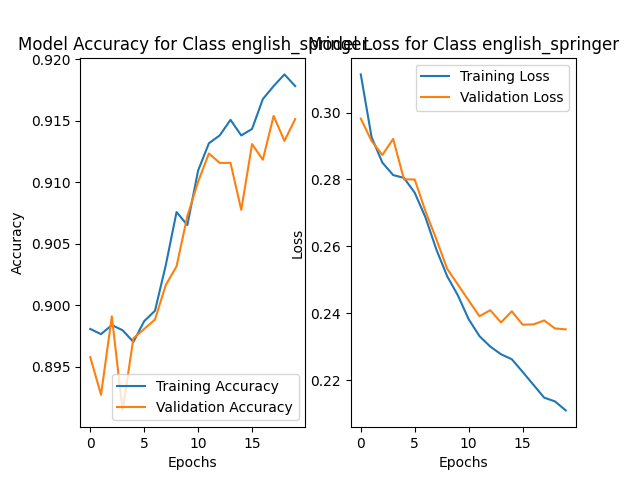 Model Accuracy for Class english_springer
Model Loss for Class english_springer
0.920
0.915
0.910
0.905
0.900
0.895
Accuracy
Training Accuracy
Validation Accuracy
0 5 10 15
Epochs
Training Loss
Validation Loss
0.30
0.28
0.26
0.24
0.22
Loss
0 5 10 15
Epochs